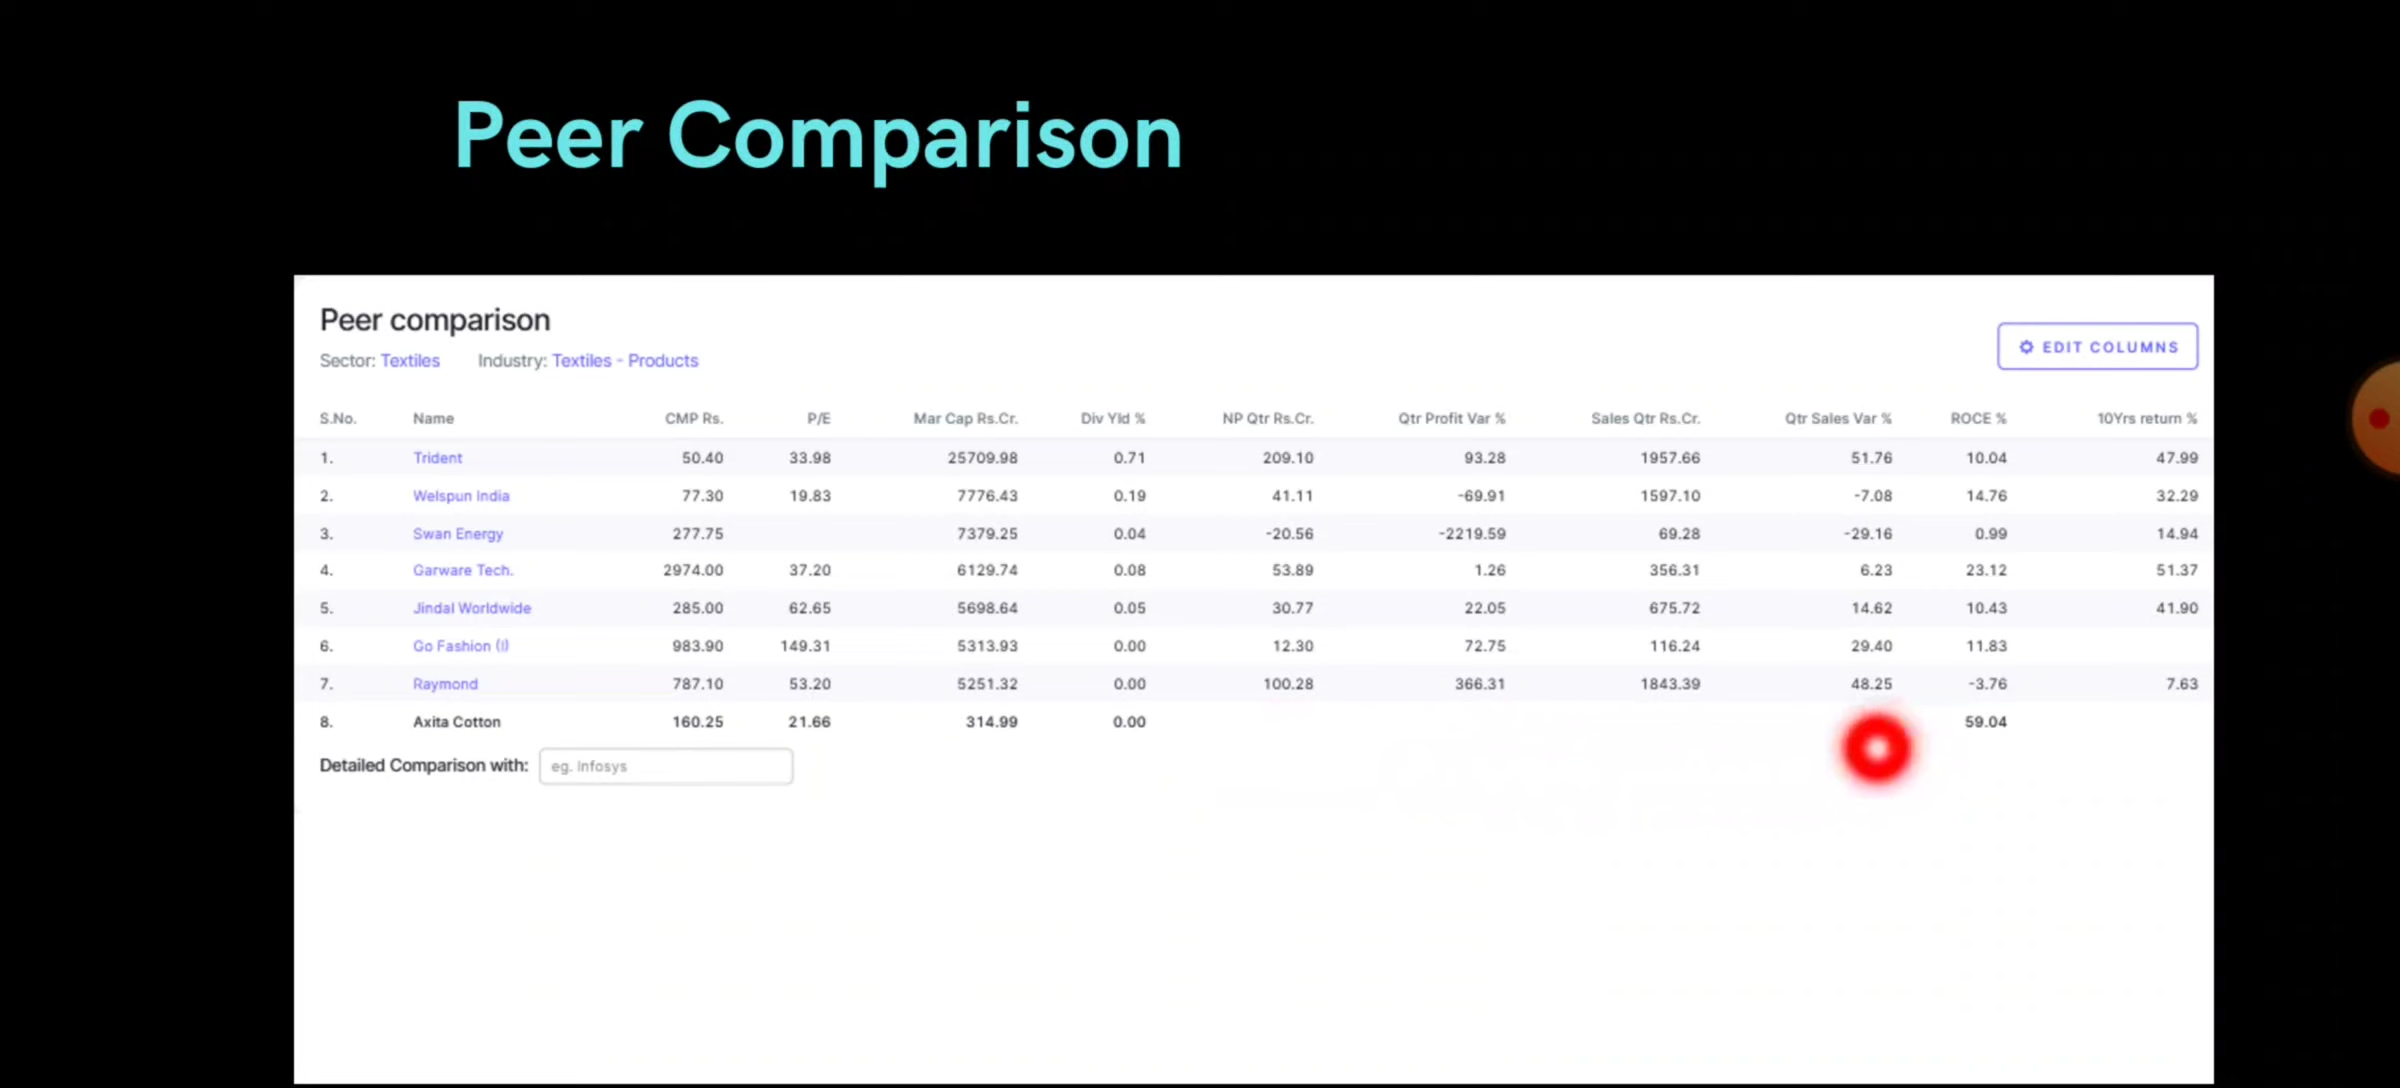 Peer Comparison
Peer comparison
Sector: Textiles Industry: Textiles - Products
EDIT COLUMNS
S.No. Name CMP Rs. P/E Mar Cap Rs.Cr. Div Yld % NP Qtr Rs.Cr. Qtr Profit Var % Sales Qtr Rs.Cr. Qtr Sales Var % ROCE % 10Yrs return %
1. Trident 50.40 33.98 25709.98 0.71 209.10 93.28 1957.66 51.76 10.04 47.99
2. Welspun India 77.30 19.83 7776.43 0.19 41.11 -69.91 1597.10 -7.08 14.76 32.29
3. Swan Energy 277.75 7379.25 0.04 -20.56 -2219.59 69.28 -29.16 0.99 14.94
4. Garware Tech. 2974.00 37.20 6129.74 0.08 53.89 1.26 356.31 6.23 23.12 51.37
5. Jindal Worldwide 285.00 62.65 5698.64 0.05 30.77 22.05 675.72 14.62 10.43 41.90
6. Go Fashion (I) 983.90 149.31 5313.93 0.00 12.30 72.75 116.24 29.40 11.83
7. Raymond 787.10 53.20 5251.32 0.00 100.28 366.31 1843.39 48.25 -3.76 7.63
8. Axita Cotton 160.25 21.66 314.99 0.00 59.04
Detailed Comparison with: eg. Infosys